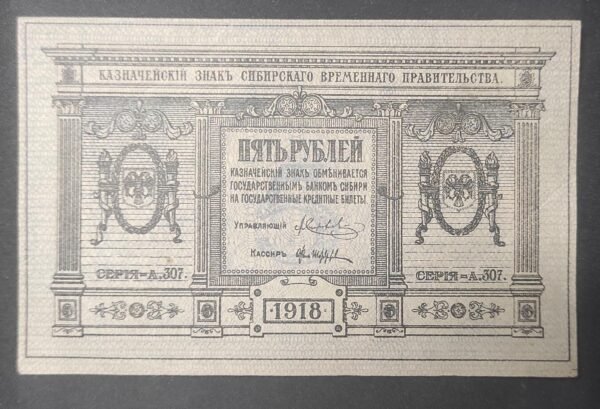 КАЗНАЧЕЙСКІЙ ЗНАКЪ СИБИРСКАГО ВРЕМЕННАГО ПРАВИТЕЛЬСТВА.
ПЯТЬ РУБЛЕЙ
КАЗНАЧЕЙСКІЙ ЗНАКЪ ОБМѢНИВАЕТСЯ
ГОСУДАРСТВЕННЫМЪ БАНКОМЪ СИБИРИ
НА ГОСУДАРСТВЕННЫЕ КРЕДИТНЫЕ БИЛЕТЫ.
УПРАВЛЯЮЩІЙ
КАССИРЪ
СЕРІЯ=А.307.
СЕРІЯ=А.307.
·1918·